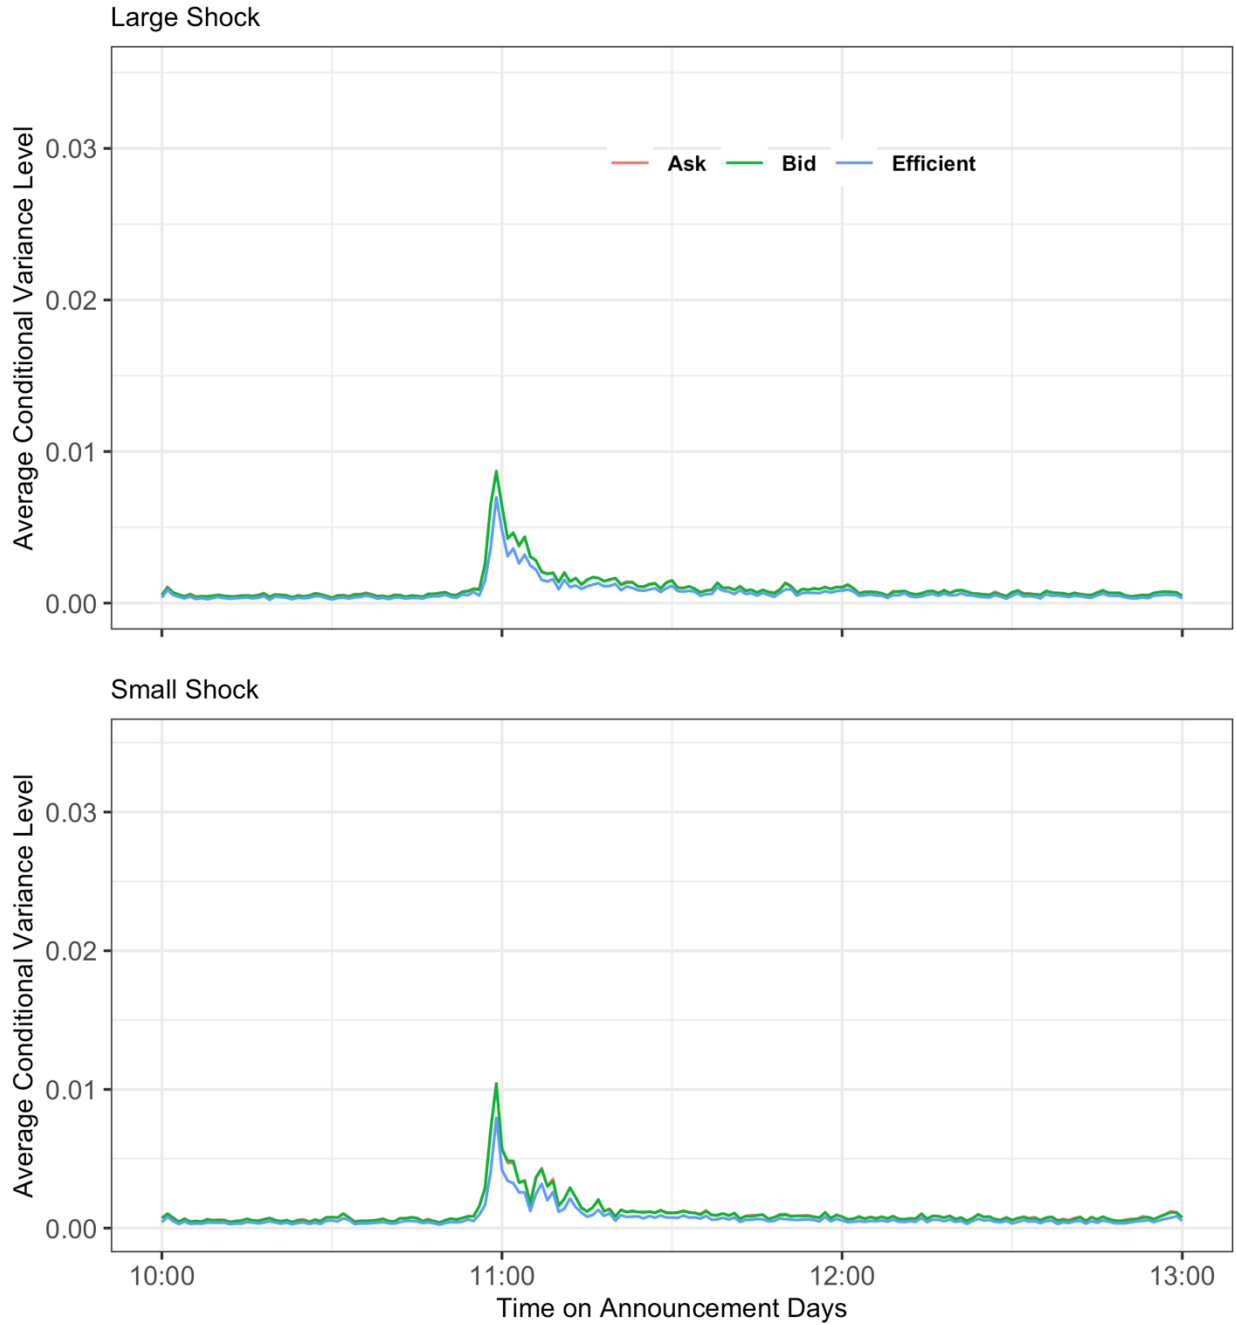 Large Shock
Average Conditional Variance Level
0.03
0.02
0.01
0.00
Ask Bid Efficient
Small Shock
Average Conditional Variance Level
0.03
0.02
0.01
0.00
10:00 11:00 12:00 13:00
Time on Announcement Days